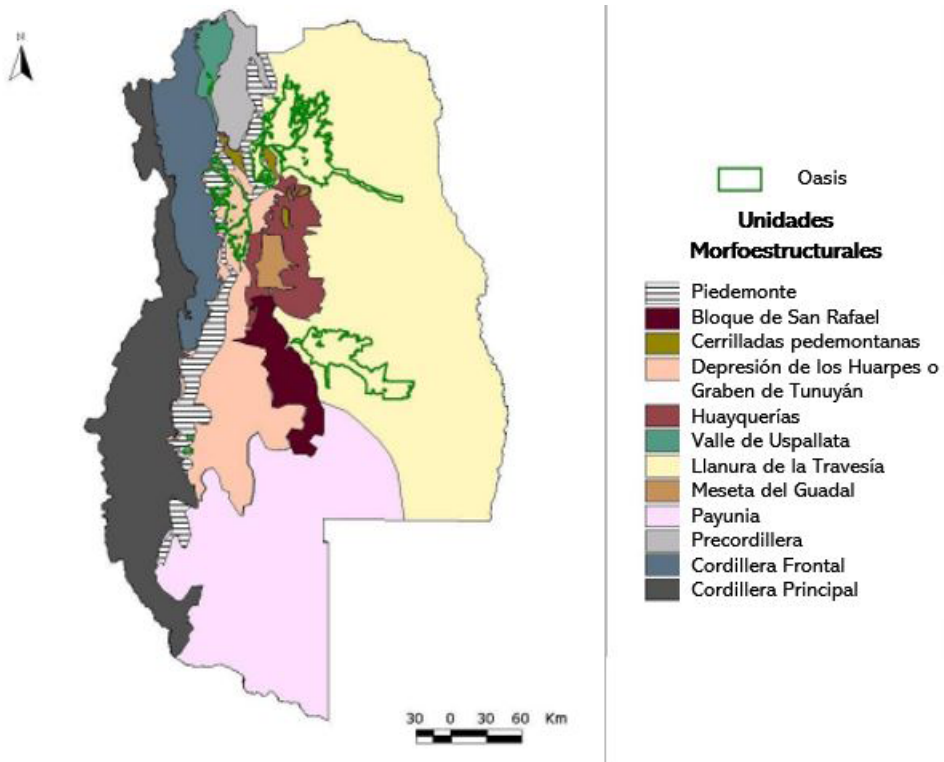 N
Oasis
Unidades
Morfoestructurales
Piedemonte
Bloque de San Rafael
Cerrilladas pedemontanas
Depresión de los Huarpes o
Graben de Tunuyán
Huayquerías
Valle de Uspallata
Llanura de la Travesía
Meseta del Guadal
Payunia
Precordillera
Cordillera Frontal
Cordillera Principal
30 0 30 60 Km